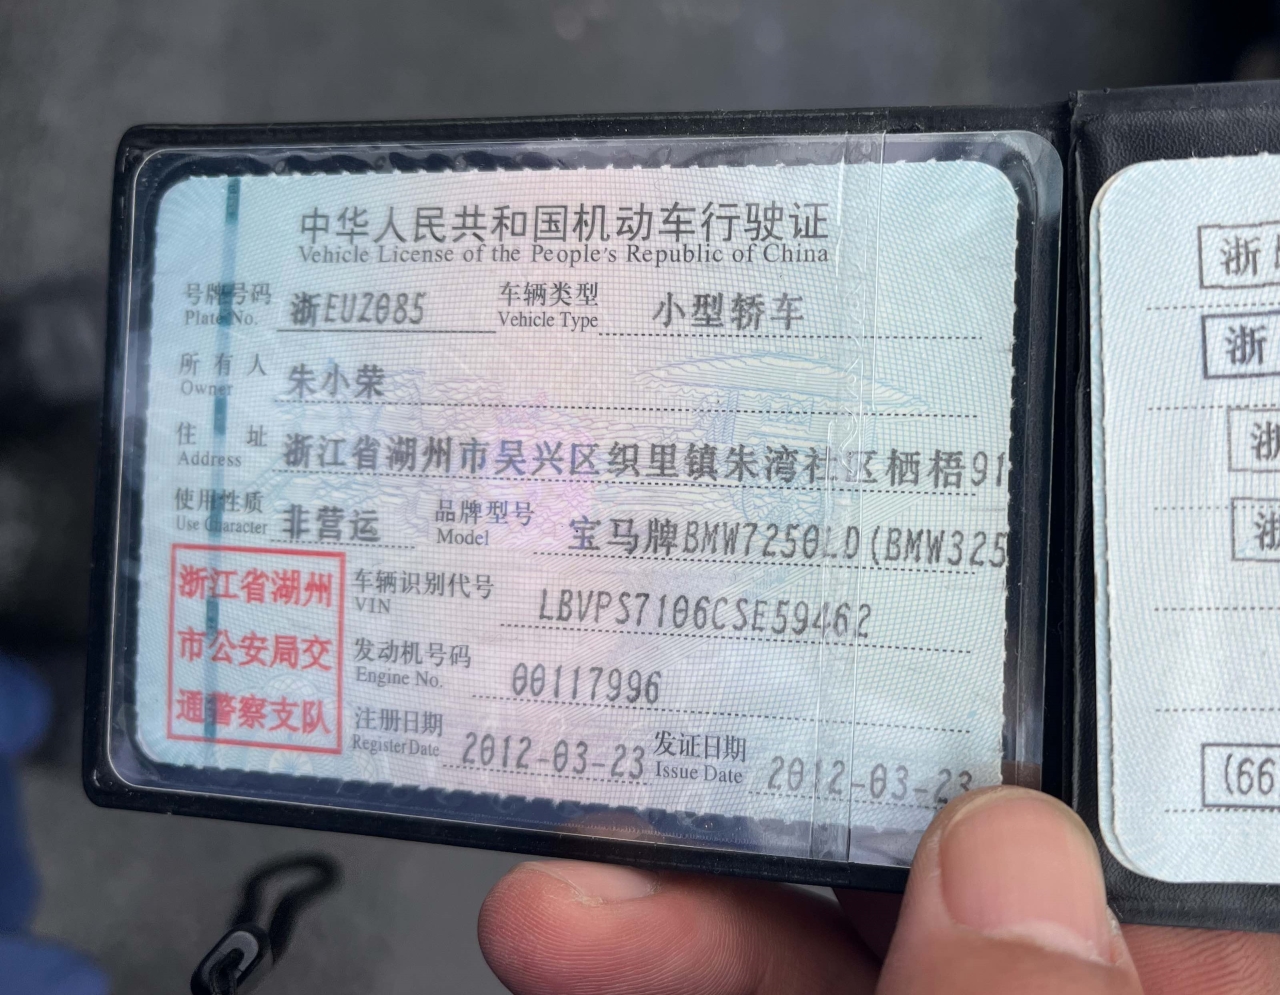 中华人民共和国机动车行驶证
Vehicle License of the People's Republic of China
号牌号码 浙EUZ085 车辆类型 小型轿车
Plate No. Vehicle Type
所有人 朱小荣
Owner
住址 浙江省湖州市吴兴区织里镇朱湾社区栖梧91
Address
使用性质 非营运 品牌型号 宝马牌BMW7250LD(BMW325
Use Character Model
浙江省湖州
市公安局交
通警察支队
车辆识别代号 LBVPS7106CSE59462
VIN
发动机号码 00117996
Engine No.
注册日期 2012-03-23 发证日期 2012-03-23
Register Date Issue Date
浙
浙
浙
浙
(66